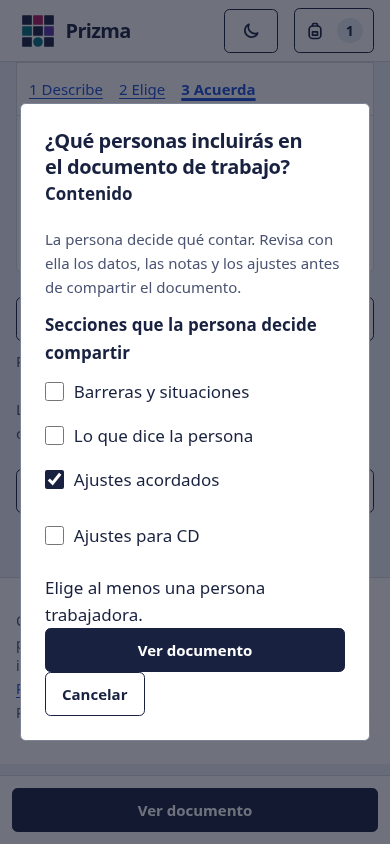 Prizma
1
1 Describe 2 Elige 3 Acuerda
¿Qué personas incluirás en
el documento de trabajo?
Contenido
La persona decide qué contar. Revisa con
ella los datos, las notas y los ajustes antes
de compartir el documento.
Secciones que la persona decide
compartir
Barreras y situaciones
Lo que dice la persona
Ajustes acordados
Ajustes para CD
Elige al menos una persona
trabajadora.
Ver documento
Cancelar
Ver documento